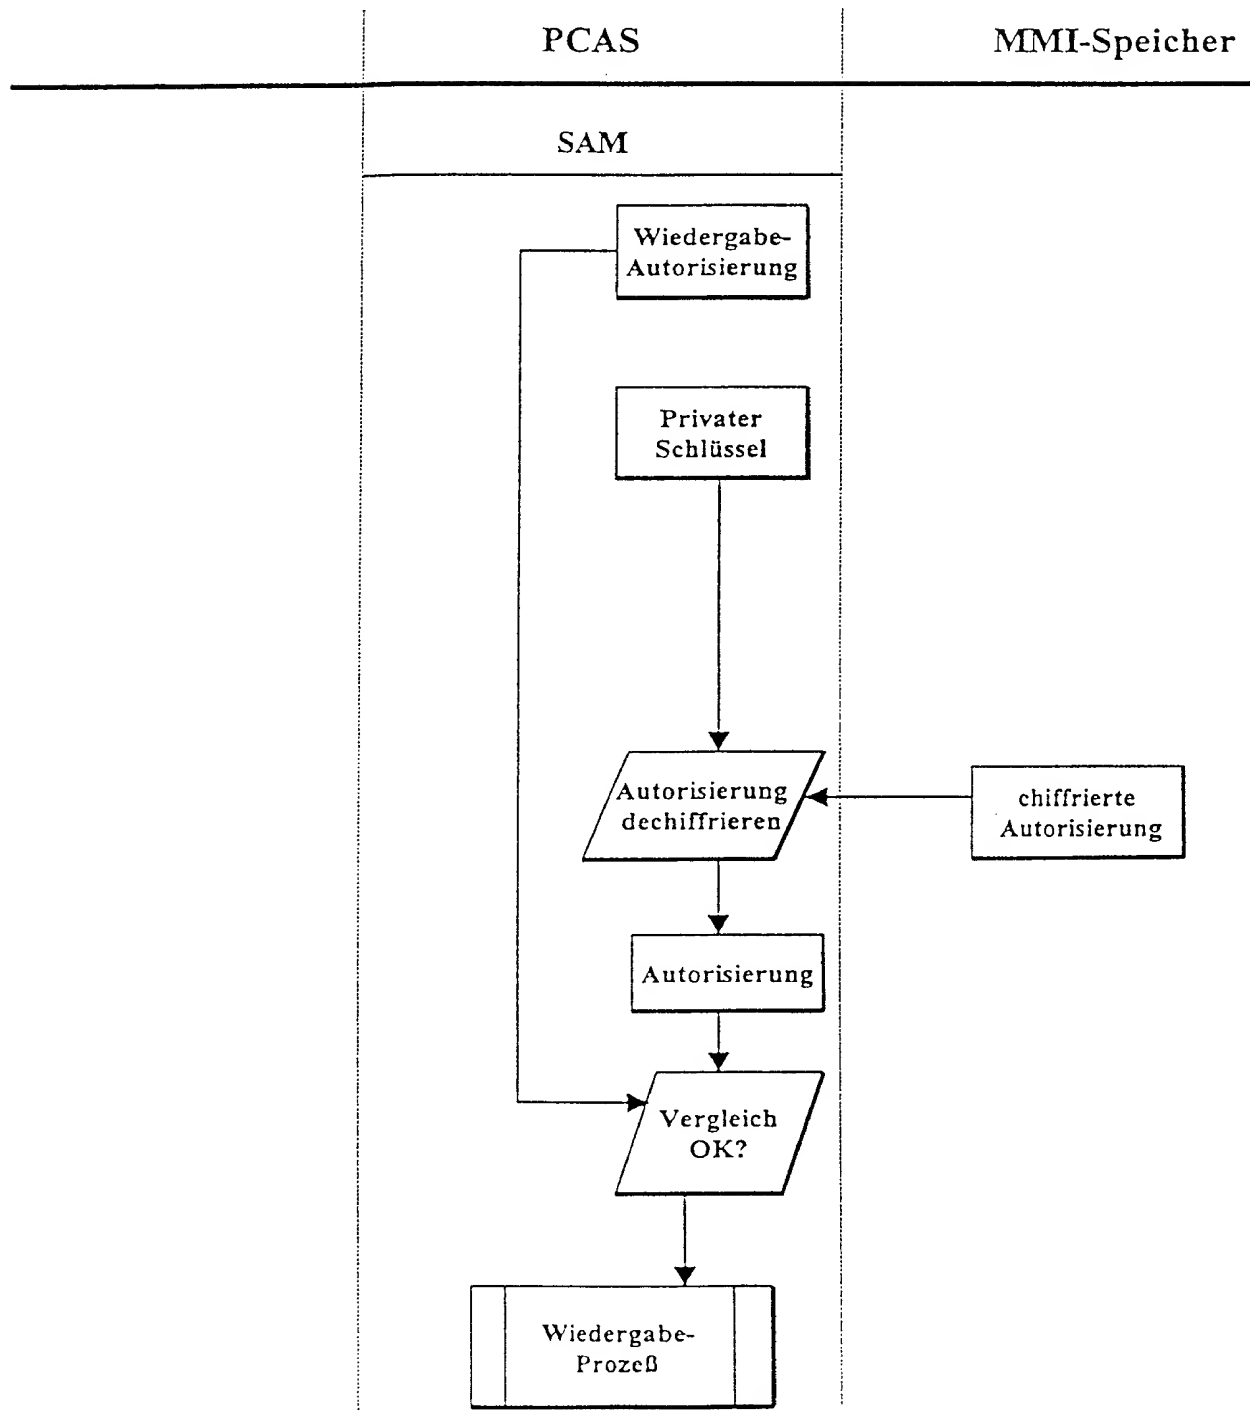 PCAS
MMI-Speicher
SAM
Wiedergabe-
Autorisierung
Privater
Schlüssel
Autorisierung
dechiffrieren
chiffrierte
Autorisierung
Autorisierung
Vergleich
OK?
Wiedergabe-
Prozeß